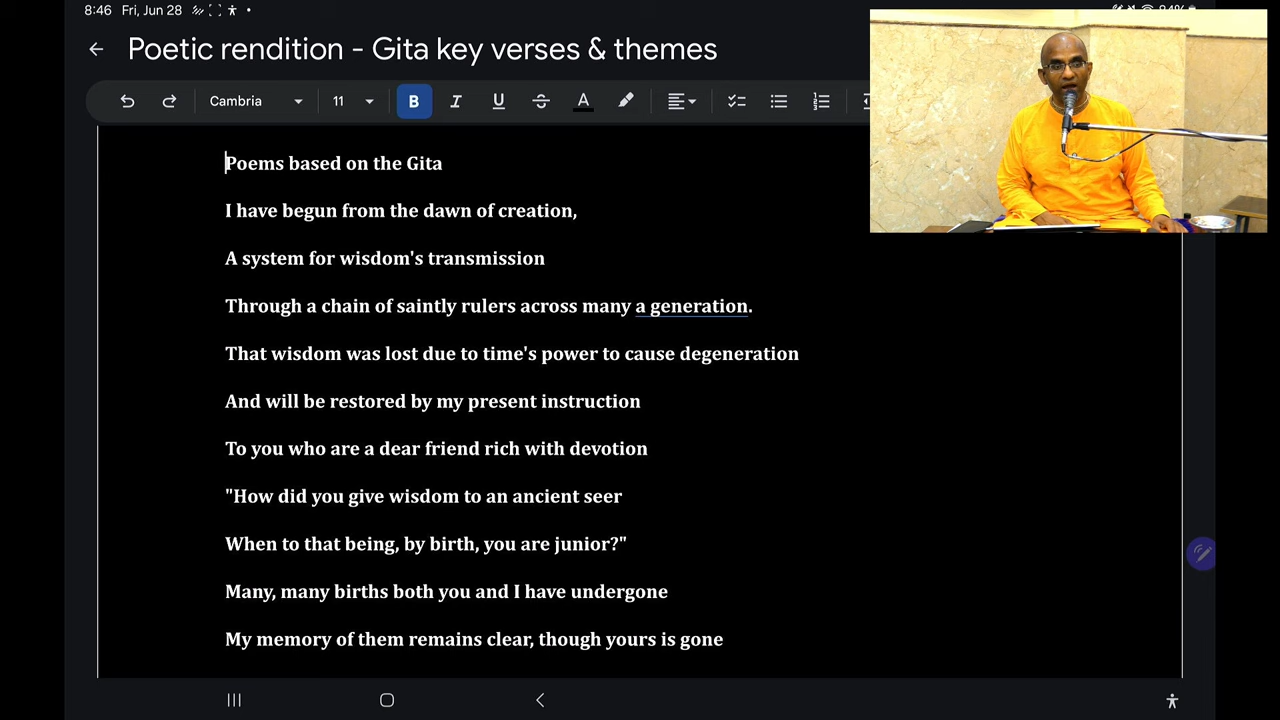 8:46 Fri, Jun 28
Poetic rendition - Gita key verses & themes
Cambria 11 B I U S A
Poems based on the Gita
I have begun from the dawn of creation,
A system for wisdom's transmission
Through a chain of saintly rulers across many a generation.
That wisdom was lost due to time's power to cause degeneration
And will be restored by my present instruction
To you who are a dear friend rich with devotion
"How did you give wisdom to an ancient seer
When to that being, by birth, you are junior?"
Many, many births both you and I have undergone
My memory of them remains clear, though yours is gone